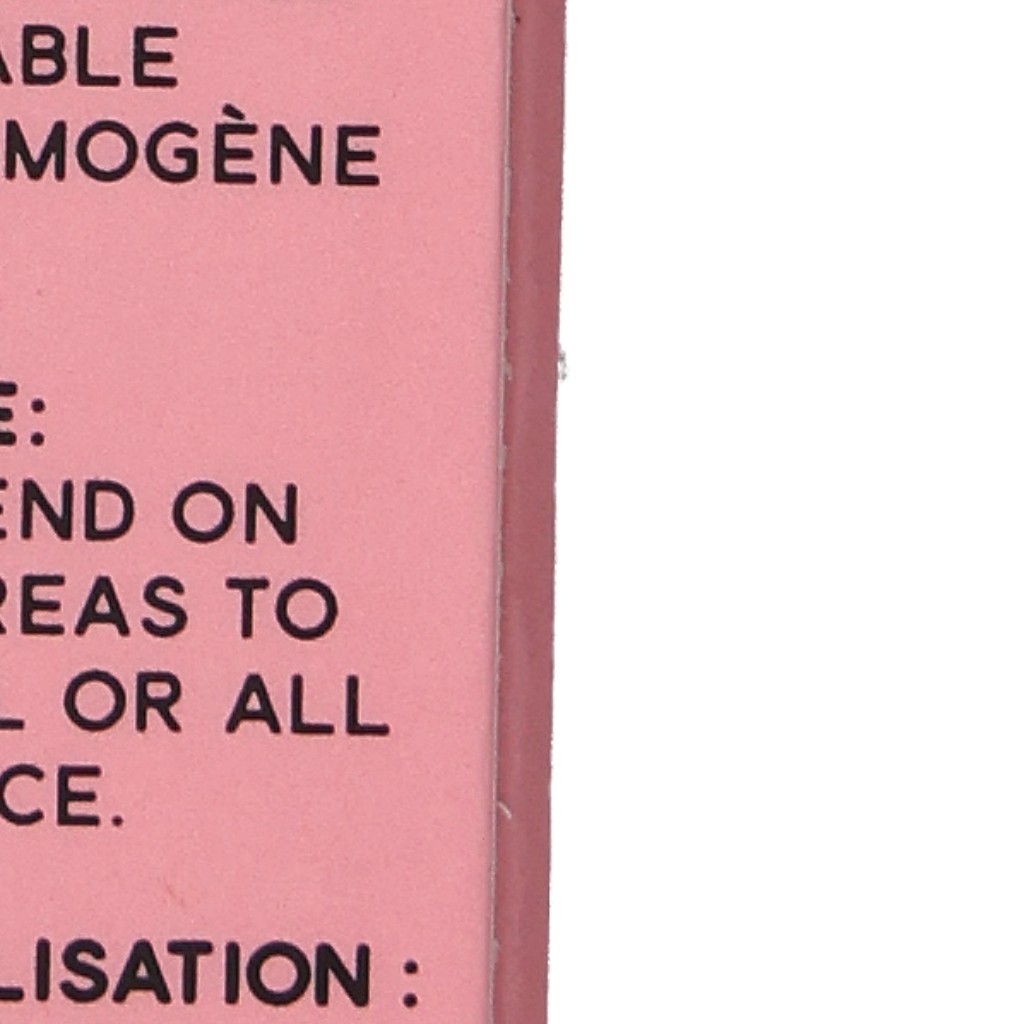 ABLE
MOGÈNE
E:
END ON
REAS TO
L OR ALL
CE.
LISATION :